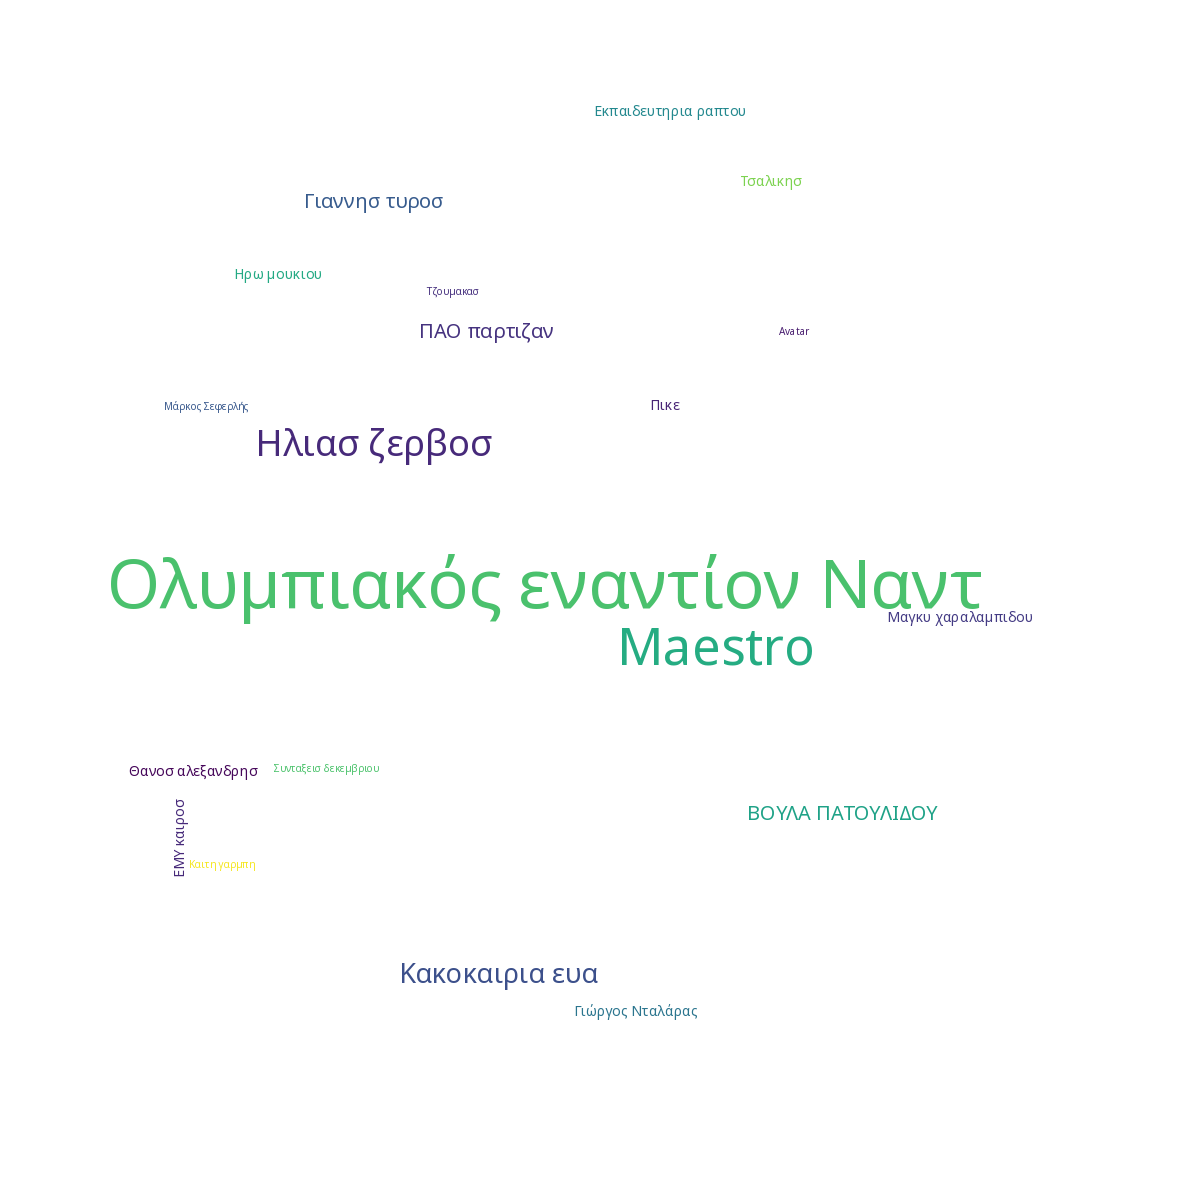 Εκπαιδευτηρια ραπτου
Τσαλικησ
Γιαννησ τυροσ
Ηρω μουκιου
Τζουμακασ
ΠΑΟ παρτιζαν
Avatar
Μάρκος Σεφερλής
Πικε
Ηλιασ ζερβοσ
Ολυμπιακός εναντίον Ναντ
Μαγκυ χαραλαμπιδου
Maestro
Θανοσ αλεξανδρησ
Συνταξεισ δεκεμβριου
ΒΟΥΛΑ ΠΑΤΟΥΛΙΔΟΥ
ΕΜΥ καιροσ
Καιτη γαρμπη
Κακοκαιρια ευα
Γιώργος Νταλάρας